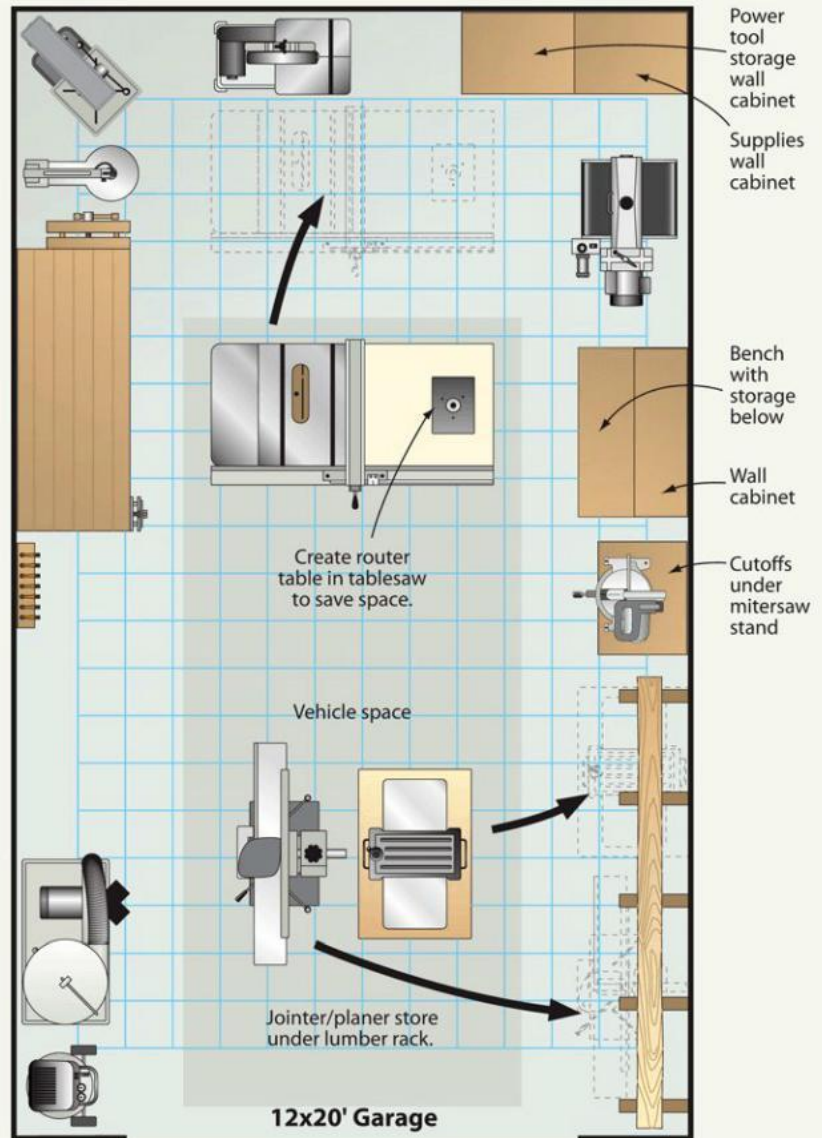 Power
tool
storage
wall
cabinet
Supplies
wall
cabinet
Bench
with
storage
below
Wall
cabinet
Cutoffs
under
mitersaw
stand
Create router
table in tablesaw
to save space.
Vehicle space
Jointer/planer store
under lumber rack.
12x20' Garage